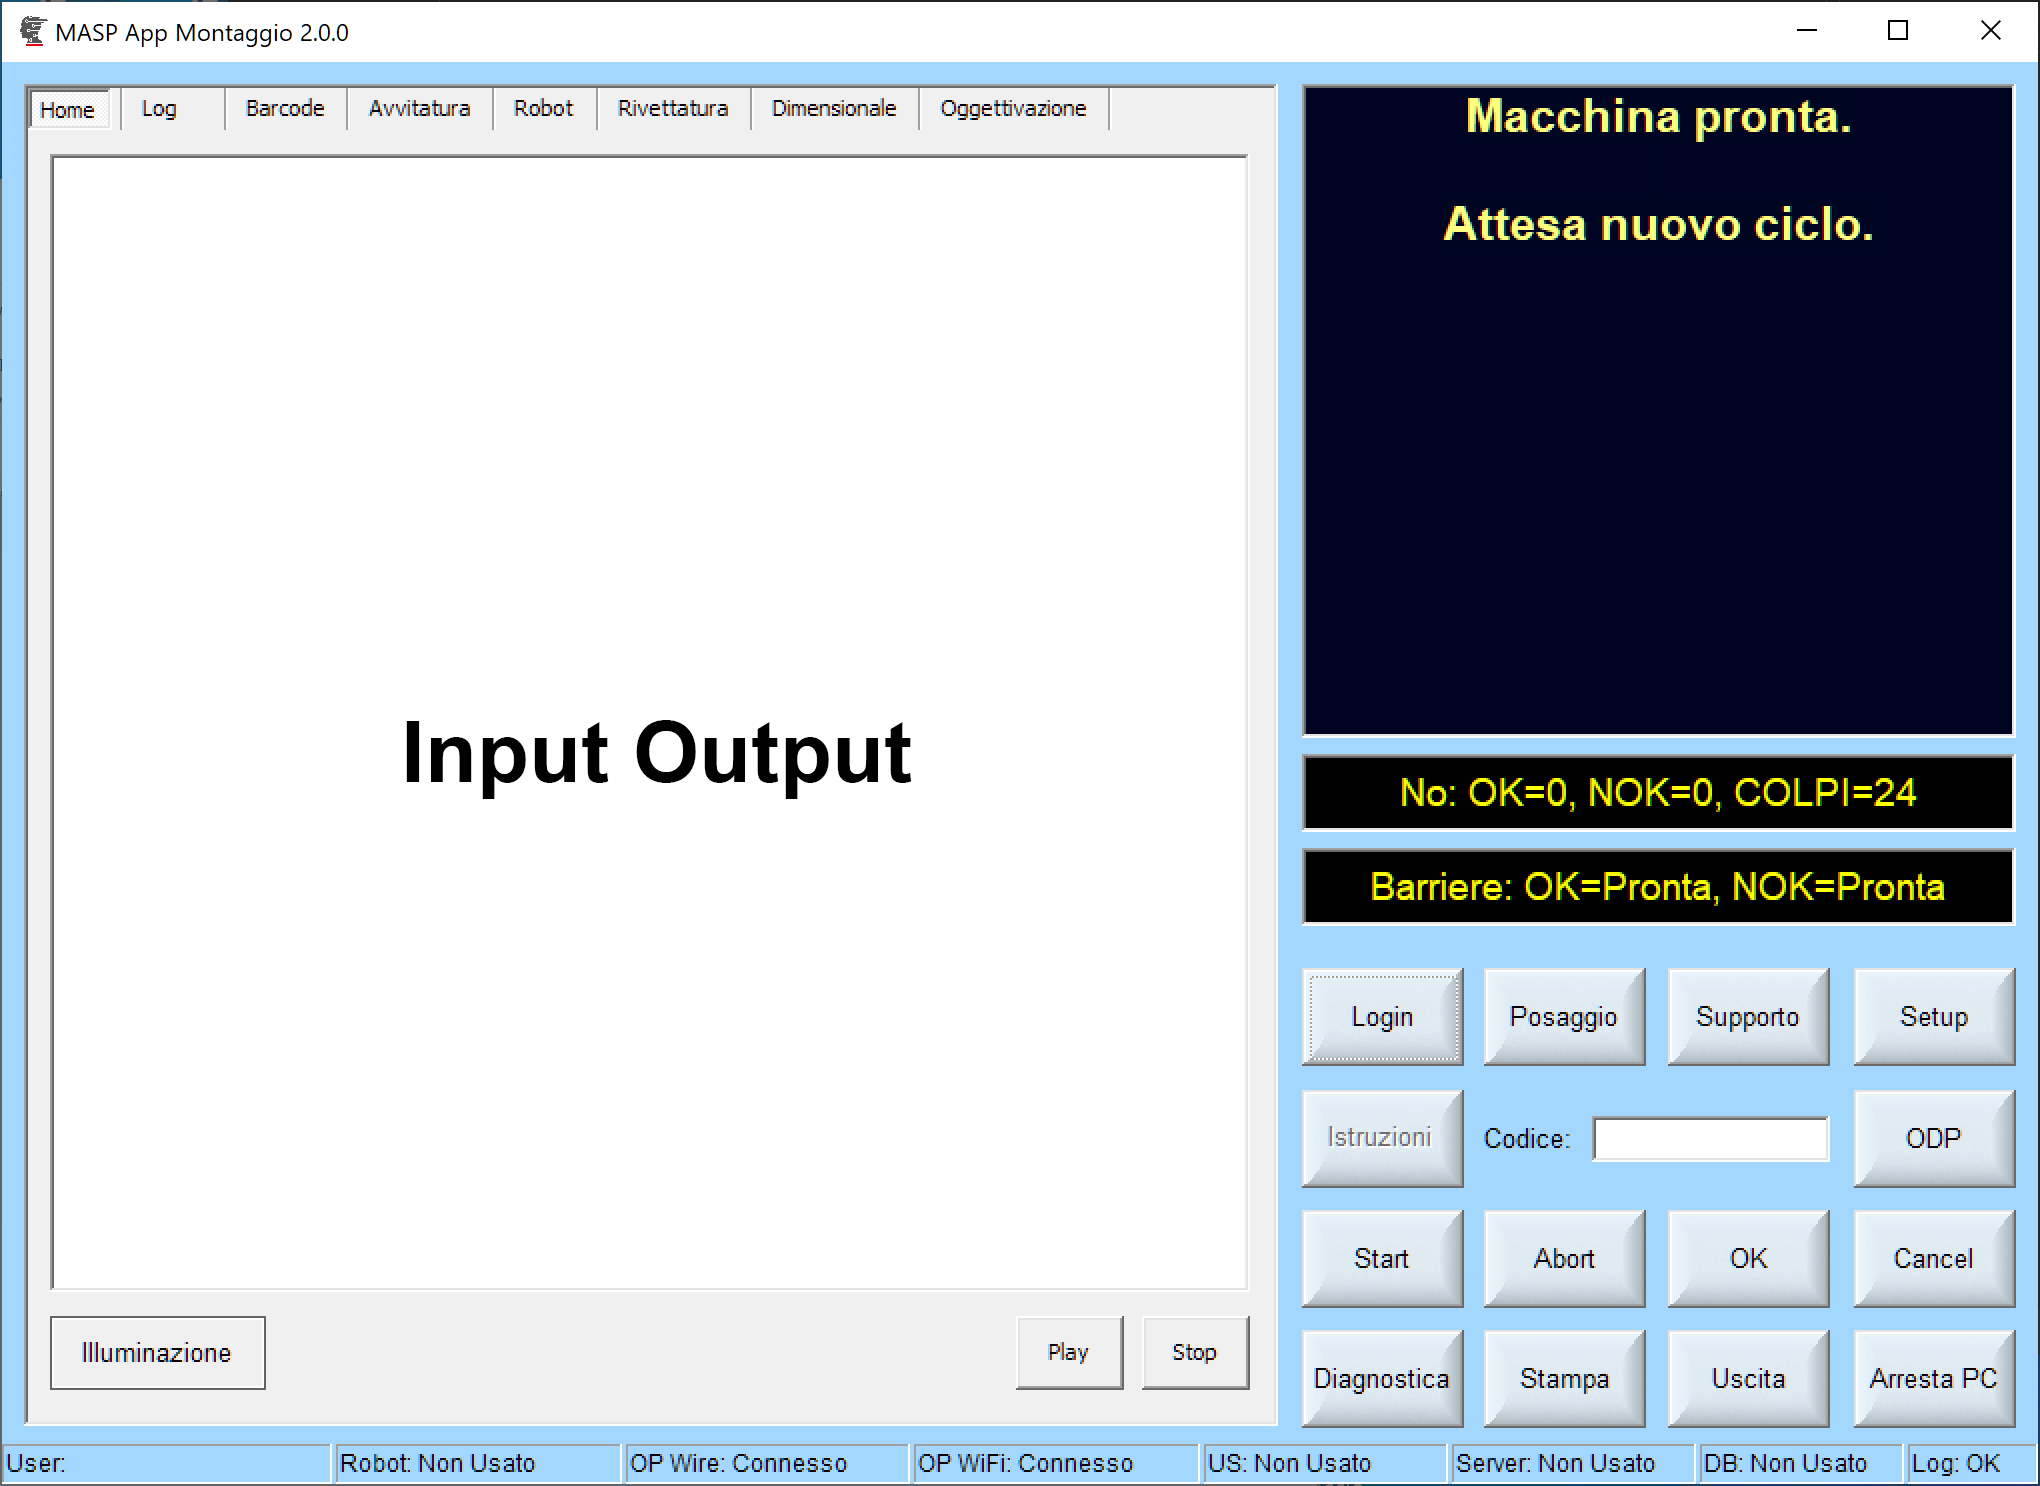 MASP App Montaggio 2.0.0
Home Log Barcode Avvitatura Robot Rivettatura Dimensionale Oggettivazione
Input Output
Illuminazione Play Stop
Macchina pronta.
Attesa nuovo ciclo.
No: OK=0, NOK=0, COLPI=24
Barriere: OK=Pronta, NOK=Pronta
Login Posaggio Supporto Setup
Istruzioni Codice: ODP
Start Abort OK Cancel
Diagnostica Stampa Uscita Arresta PC
User: Robot: Non Usato OP Wire: Connesso OP WiFi: Connesso US: Non Usato Server: Non Usato DB: Non Usato Log: OK